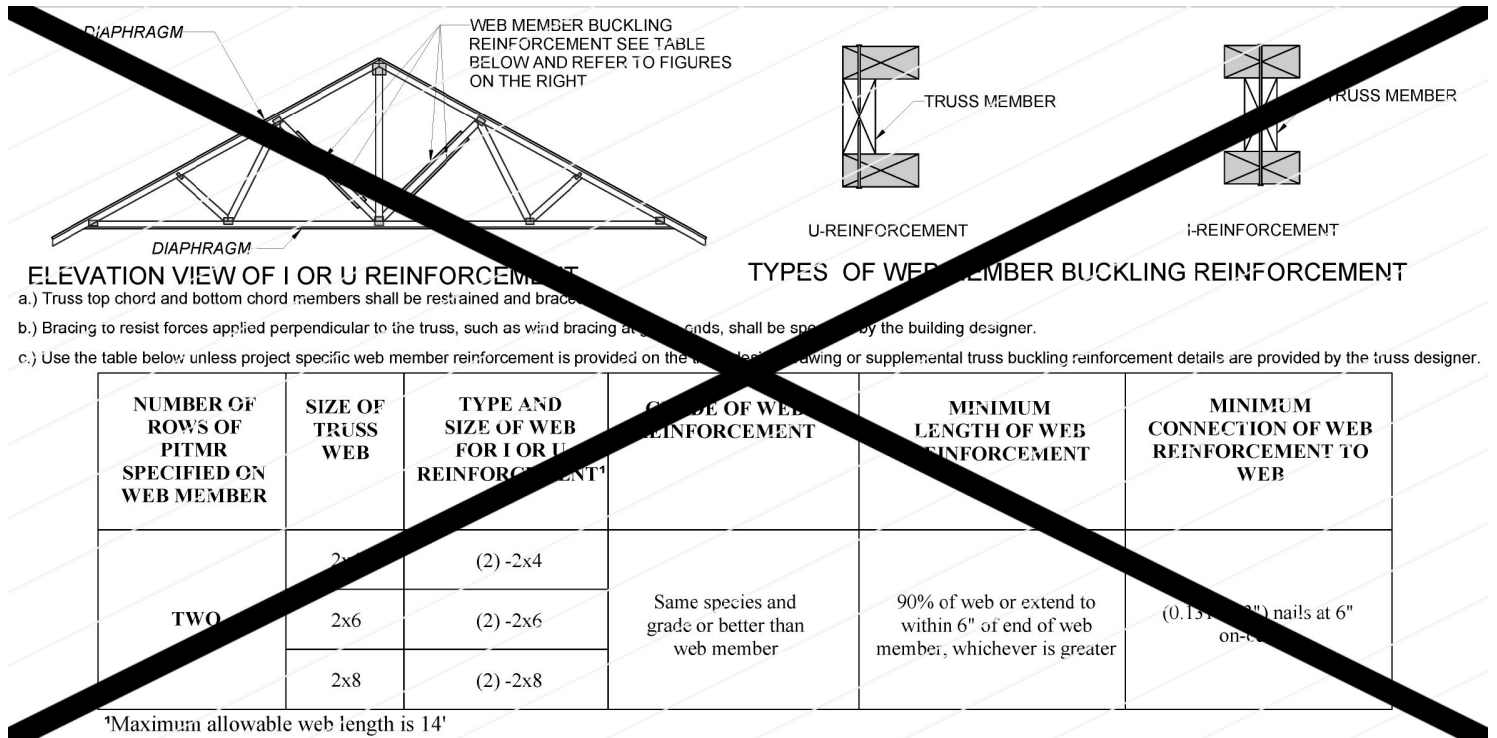 DIAPHRAGM
WEB MEMBER BUCKLING
REINFORCEMENT SEE TABLE
BELOW AND REFER TO FIGURES
ON THE RIGHT
TRUSS MEMBER
TRUSS MEMBER
DIAPHRAGM
U-REINFORCEMENT
I-REINFORCEMENT
ELEVATION VIEW OF I OR U REINFORCEMENT
TYPES OF WEB MEMBER BUCKLING REINFORCEMENT
a.) Truss top chord and bottom chord members shall be restrained and braced
b.) Bracing to resist forces applied perpendicular to the truss, such as wind bracing at ends, shall be by the building designer.
c.) Use the table below unless project specific web member reinforcement is provided on the drawing or supplemental truss buckling reinforcement details are provided by the truss designer.
NUMBER OF
ROWS OF
PITMR
SPECIFIED ON
WEB MEMBER
SIZE OF
TRUSS
WEB
TYPE AND
SIZE OF WEB
FOR I OR U
REINFORCEMENT¹
GRADE OF WEB
REINFORCEMENT
MINIMUM
LENGTH OF WEB
REINFORCEMENT
MINIMUM
CONNECTION OF WEB
REINFORCEMENT TO
WEB
TWO
(2) -2x4
2x6
(2) -2x6
2x8
(2) -2x8
Same species and
grade or better than
web member
90% of web or extend to
within 6" of end of web
member, whichever is greater
nails at 6"
¹Maximum allowable web length is 14'